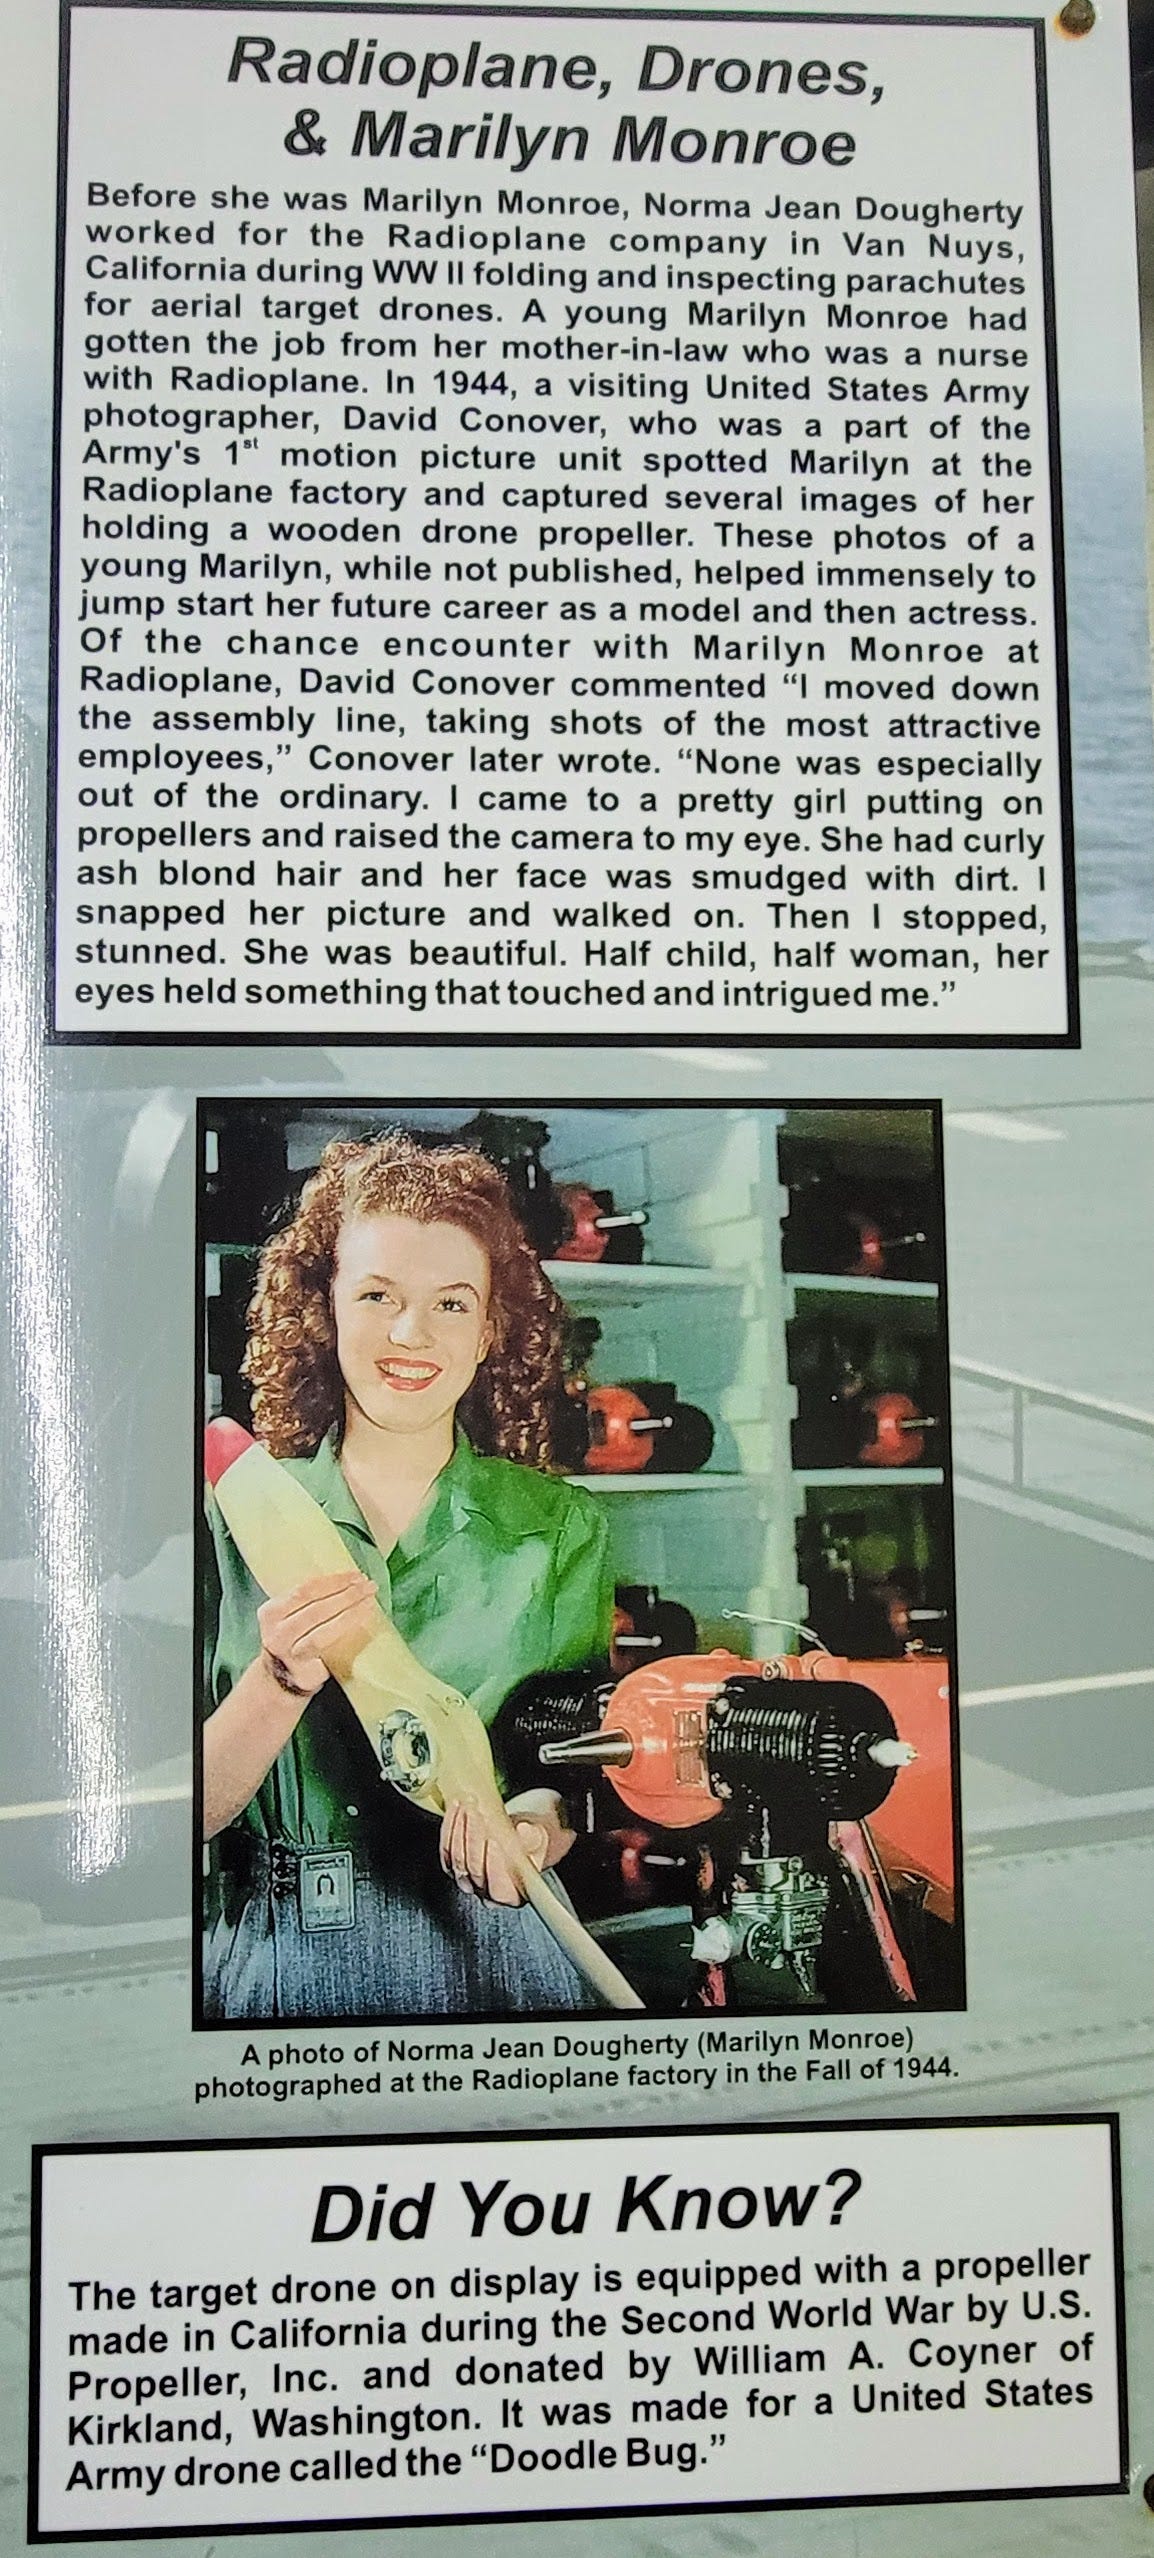 Radioplane, Drones,
& Marilyn Monroe
Before she was Marilyn Monroe, Norma Jean Dougherty
worked for the Radioplane company in Van Nuys,
California during WW II folding and inspecting parachutes
for aerial target drones. A young Marilyn Monroe had
gotten the job from her mother-in-law who was a nurse
with Radioplane. In 1944, a visiting United States Army
photographer, David Conover, who was a part of the
Army's 1st motion picture unit spotted Marilyn at the
Radioplane factory and captured several images of her
holding a wooden drone propeller. These photos of a
young Marilyn, while not published, helped immensely to
jump start her future career as a model and then actress.
Of the chance encounter with Marilyn Monroe at
Radioplane, David Conover commented “I moved down
the assembly line, taking shots of the most attractive
employees,” Conover later wrote. “None was especially
out of the ordinary. I came to a pretty girl putting on
propellers and raised the camera to my eye. She had curly
ash blond hair and her face was smudged with dirt. I
snapped her picture and walked on. Then I stopped,
stunned. She was beautiful. Half child, half woman, her
eyes held something that touched and intrigued me.”
A photo of Norma Jean Dougherty (Marilyn Monroe)
photographed at the Radioplane factory in the Fall of 1944.
Did You Know?
The target drone on display is equipped with a propeller
made in California during the Second World War by U.S.
Propeller, Inc. and donated by William A. Coyner of
Kirkland, Washington. It was made for a United States
Army drone called the “Doodle Bug.”